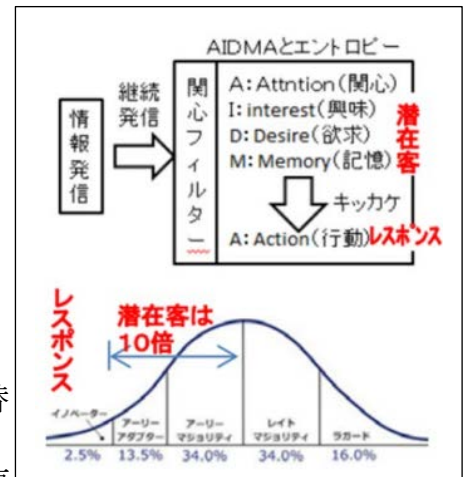 AIDMAとエントロピー
情報発信
継続
発信
関心フィルター
A:Attntion(関心)
I:interest(興味)
D:Desire(欲求)
M:Memory(記憶)
潜在客
キッカケ
A:Action(行動)レスポンス
レスポンス
潜在客は
10倍
イノベーター
アーリー
アダプター
アーリー
マジョリティ
レイト
マジョリティ
ラガード
2.5% 13.5% 34.0% 34.0% 16.0%